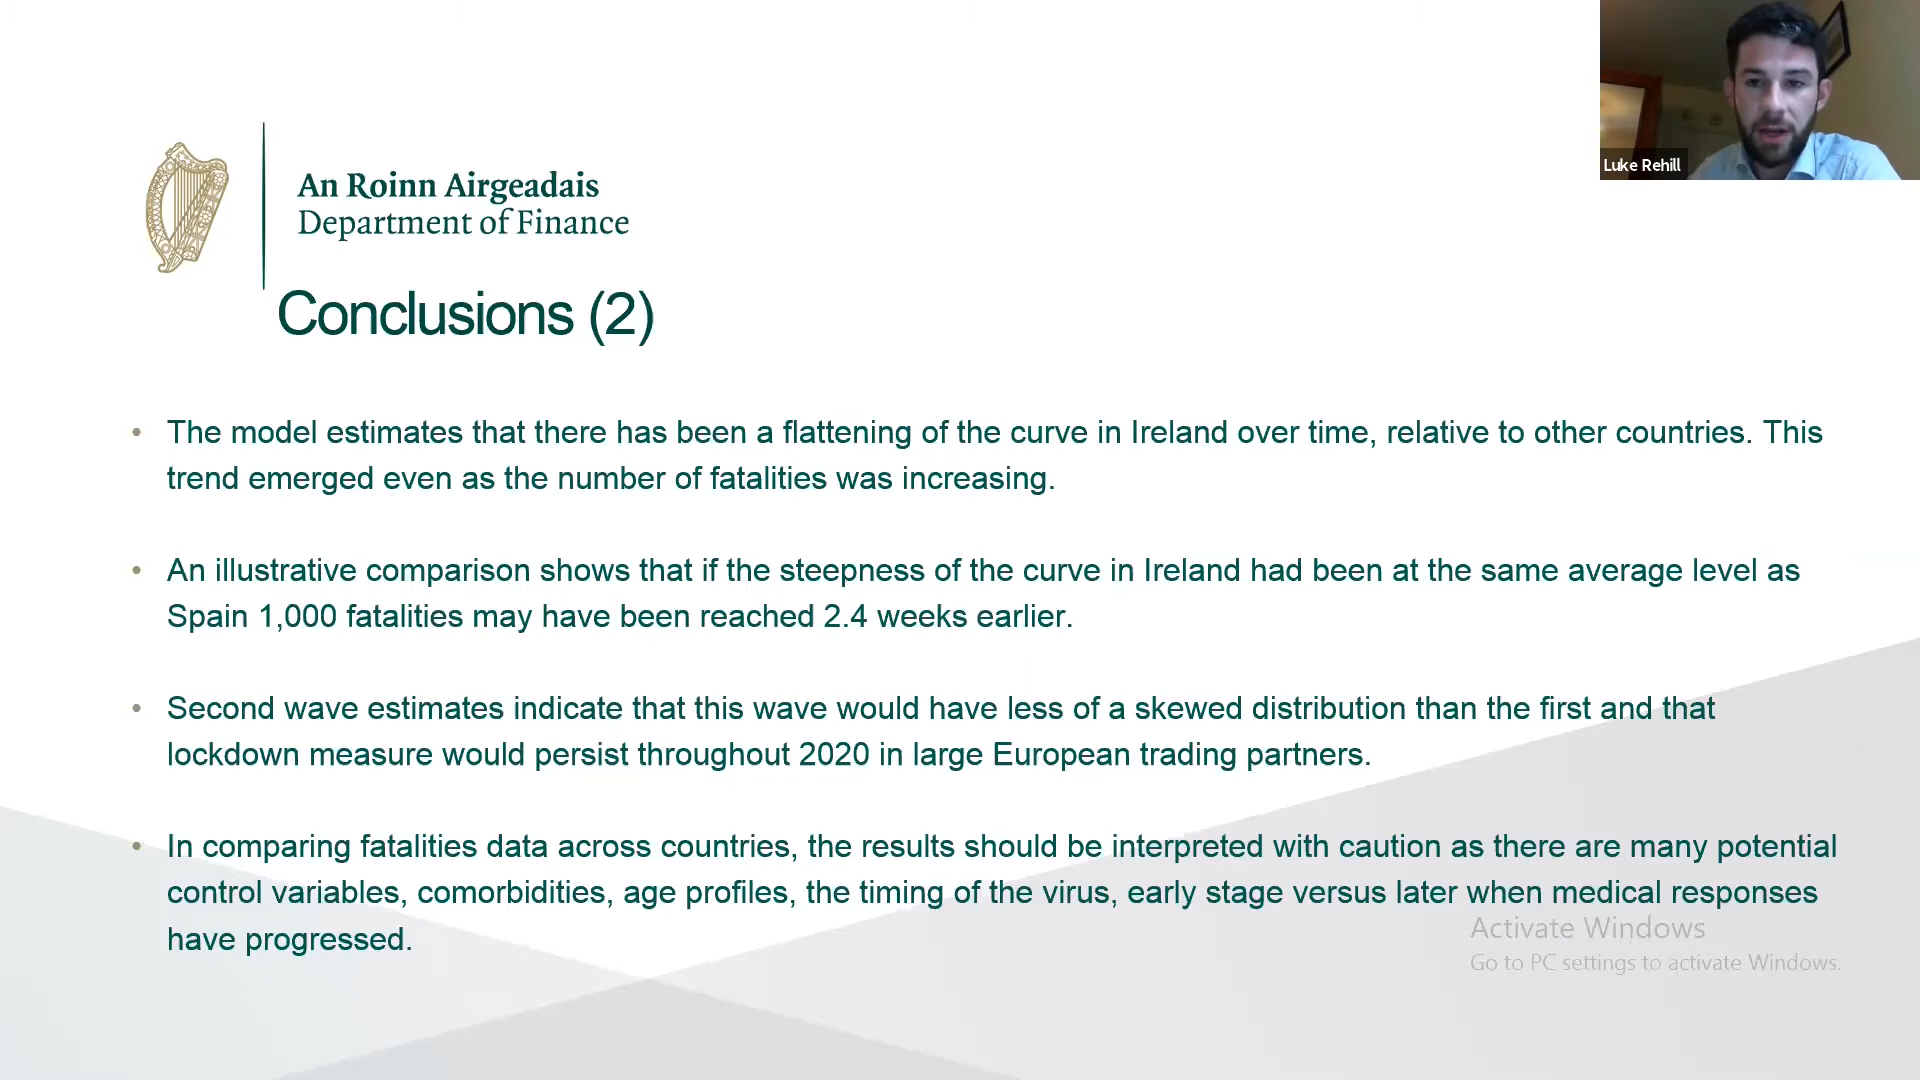 Luke Rehill
An Roinn Airgeadais
Department of Finance
Conclusions (2)
• The model estimates that there has been a flattening of the curve in Ireland over time, relative to other countries. This
trend emerged even as the number of fatalities was increasing.
• An illustrative comparison shows that if the steepness of the curve in Ireland had been at the same average level as
Spain 1,000 fatalities may have been reached 2.4 weeks earlier.
• Second wave estimates indicate that this wave would have less of a skewed distribution than the first and that
lockdown measure would persist throughout 2020 in large European trading partners.
• In comparing fatalities data across countries, the results should be interpreted with caution as there are many potential
control variables, comorbidities, age profiles, the timing of the virus, early stage versus later when medical responses
have progressed.
Activate Windows
Go to PC settings to activate Windows.